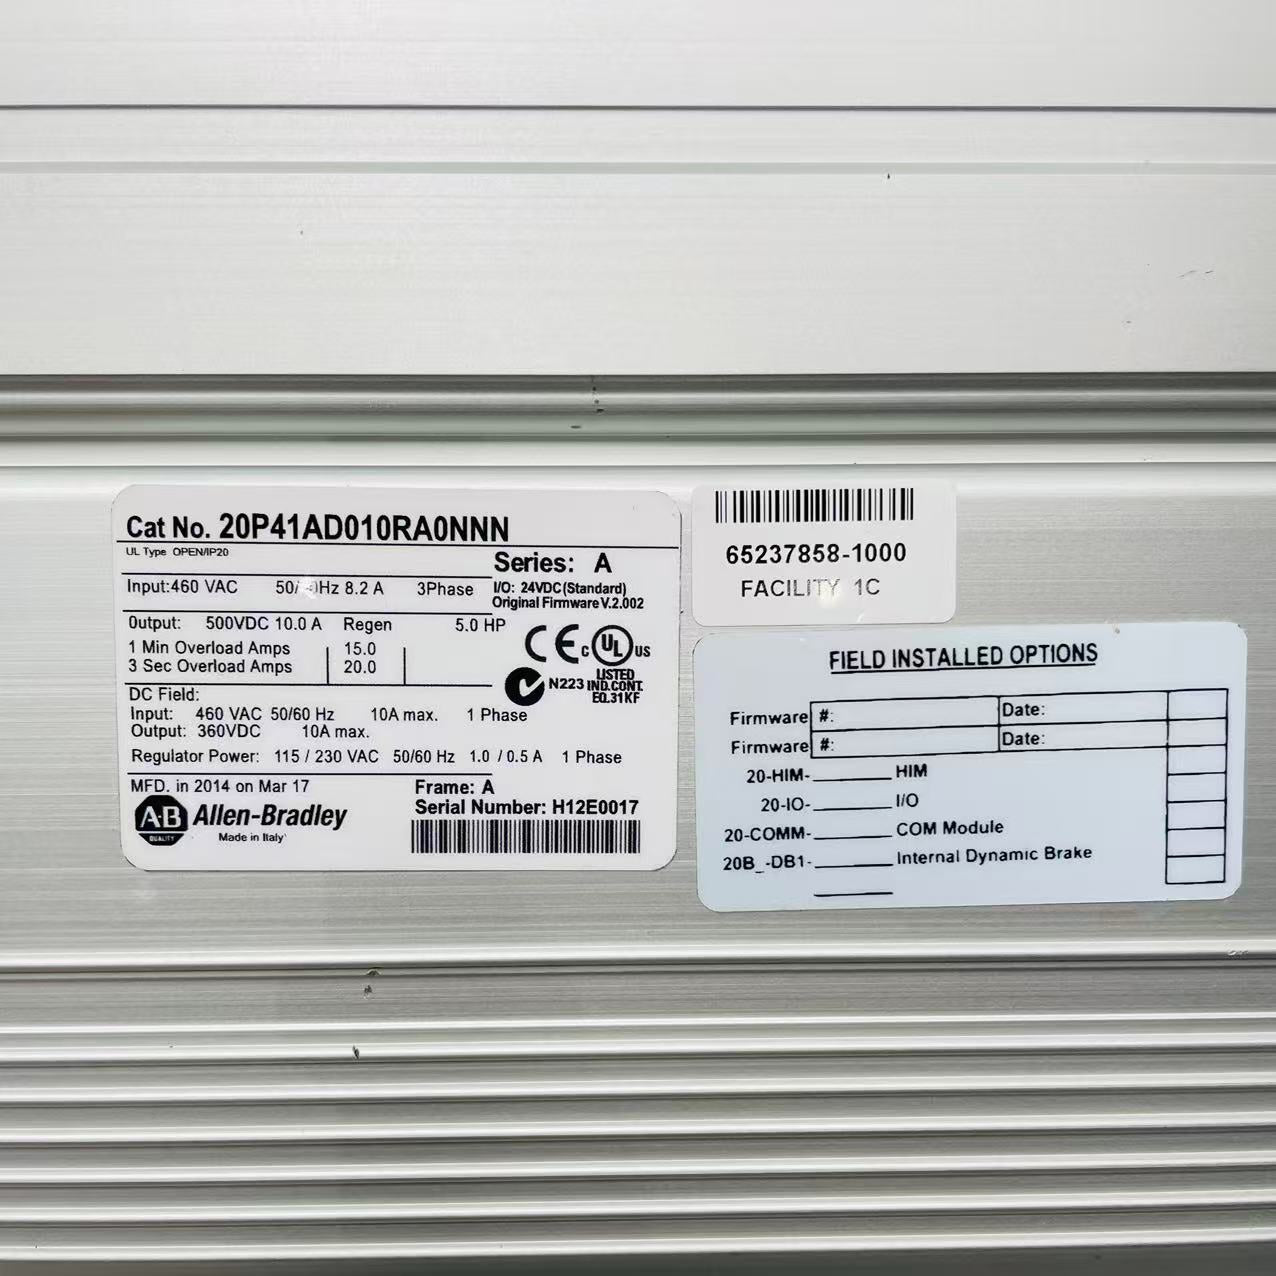 Cat No. 20P41AD010RA0NNN
UL Type OPEN/IP20
Series: A
Input:460 VAC 50/ Hz 8.2 A 3Phase
I/O: 24VDC(Standard)
Original Firmware V.2.002
Output: 500VDC 10.0 A Regen 5.0 HP
1 Min Overload Amps 15.0
3 Sec Overload Amps 20.0
CE c UL US
LISTED
IND.CONT.
EQ.31KF
N223
DC Field:
Input: 460 VAC 50/60 Hz 10A max. 1 Phase
Output: 360VDC 10A max.
Regulator Power: 115 / 230 VAC 50/60 Hz 1.0 / 0.5 A 1 Phase
MFD. in 2014 on Mar 17
Frame: A
Serial Number: H12E0017
A-B QUALITY
Allen-Bradley
Made in Italy
65237858-1000
FACILITY 1C
FIELD INSTALLED OPTIONS
Firmware #: Date:
Firmware #: Date:
20-HIM-______ HIM
20-IO-______ I/O
20-COMM-______ COM Module
20B_-DB1-______ Internal Dynamic Brake